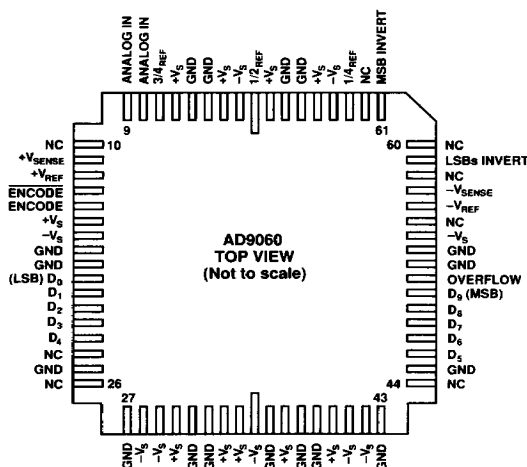 ANALOG IN
ANALOG IN
3/4REF
+VS
GND
GND
+VS
–VS
1/2REF
+VS
GND
GND
+VS
–VS
1/4REF
NC
MSB INVERT
9
61
NC
10
+VSENSE
+VREF
ENCODE
ENCODE
+VS
–VS
GND
GND
(LSB) D0
D1
D2
D3
D4
NC
GND
NC
26
AD9060
TOP VIEW
(Not to scale)
60
NC
LSBs INVERT
NC
–VSENSE
–VREF
NC
–VS
GND
GND
OVERFLOW
D9 (MSB)
D8
D7
D6
D5
GND
44
NC
27
43
GND
–VS
–VS
+VS
GND
GND
+VS
+VS
–VS
GND
+VS
GND
GND
+VS
–VS
–VS
GND